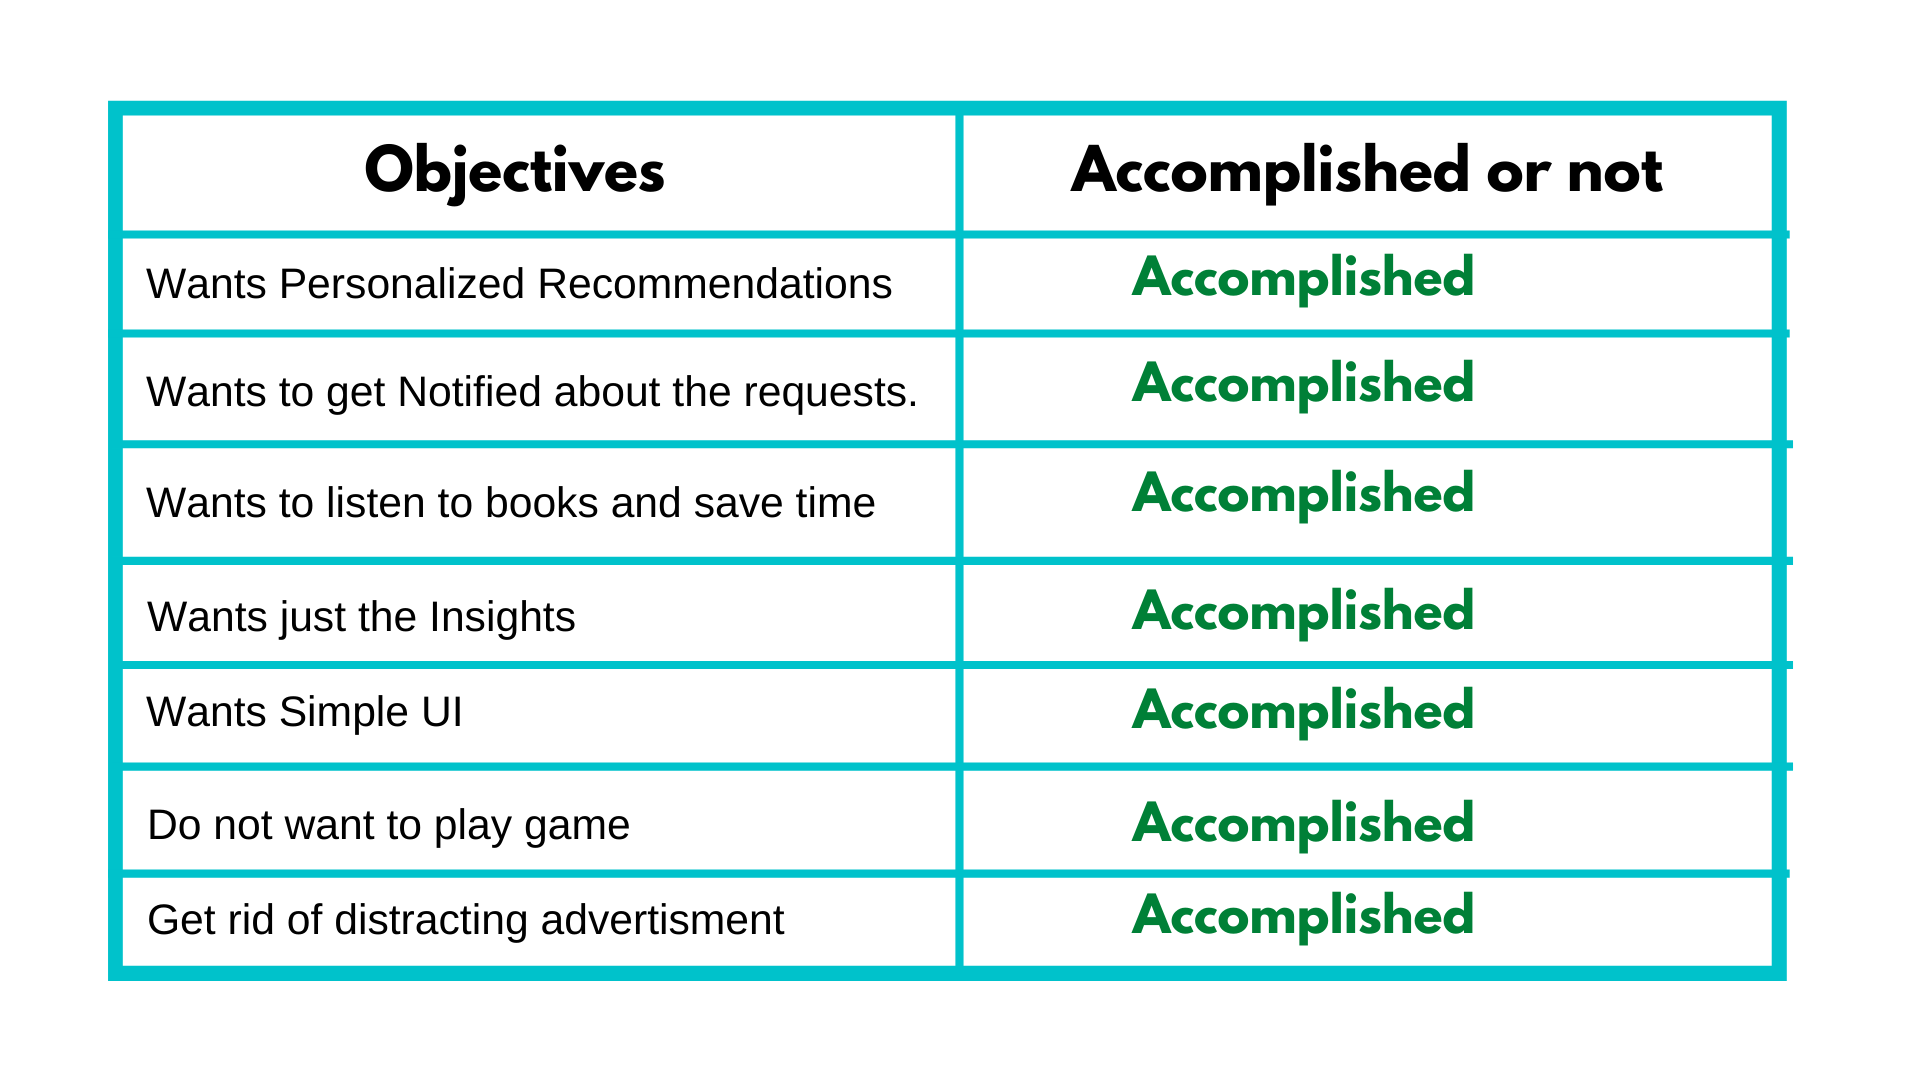 Objectives
Accomplished or not
Wants Personalized Recommendations
Accomplished
Wants to get Notified about the requests.
Accomplished
Wants to listen to books and save time
Accomplished
Wants just the Insights
Accomplished
Wants Simple UI
Accomplished
Do not want to play game
Accomplished
Get rid of distracting advertisment
Accomplished